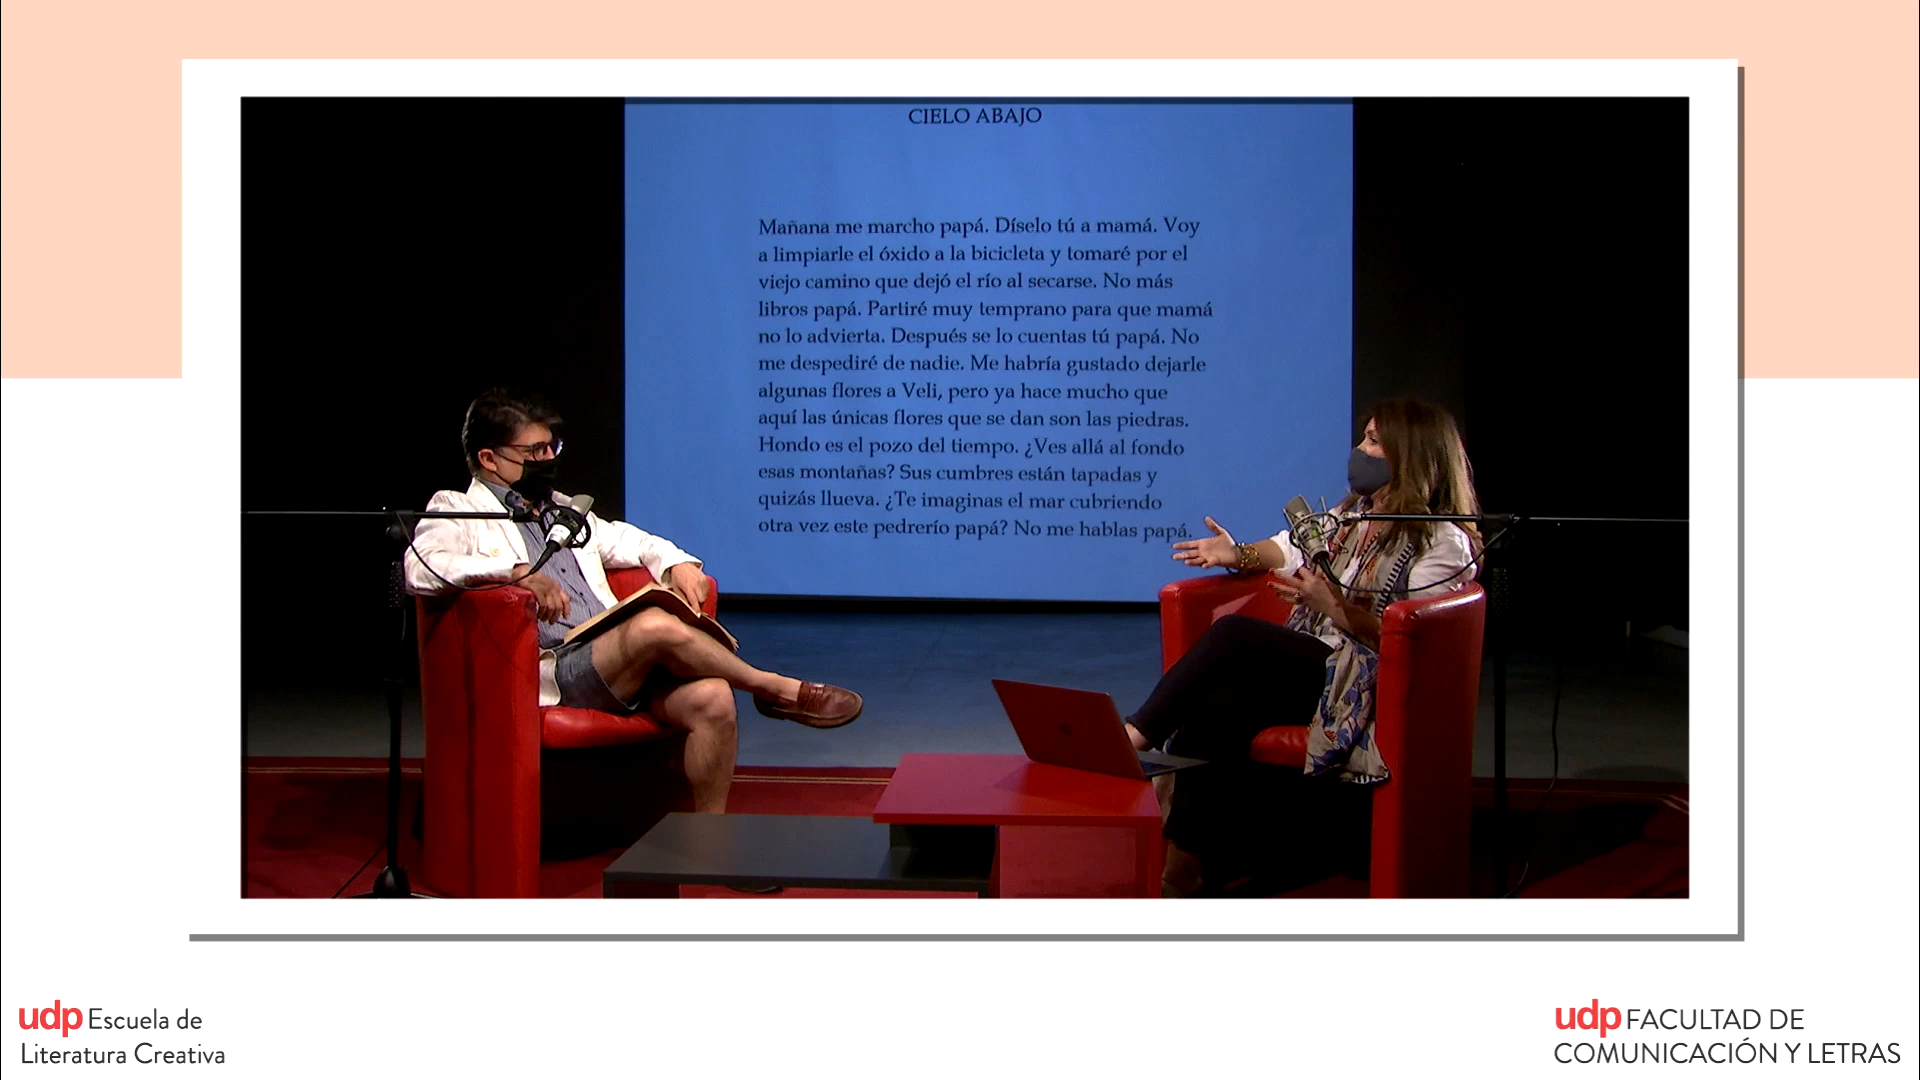 CIELO ABAJO
Mañana me marcho papá. Díselo tú a mamá. Voy
a limpiarle el óxido a la bicicleta y tomaré por el
viejo camino que dejó el río al secarse. No más
libros papá. Partiré muy temprano para que mamá
no lo advierta. Después se lo cuentas tú papá. No
me despediré de nadie. Me habría gustado dejarle
algunas flores a Veli, pero ya hace mucho que
aquí las únicas flores que se dan son las piedras.
Hondo es el pozo del tiempo. ¿Ves allá al fondo
esas montañas? Sus cumbres están tapadas y
quizás llueva. ¿Te imaginas el mar cubriendo
otra vez este pedrerío papá? No me hablas papá.
udp Escuela de
Literatura Creativa
udp FACULTAD DE
COMUNICACIÓN Y LETRAS